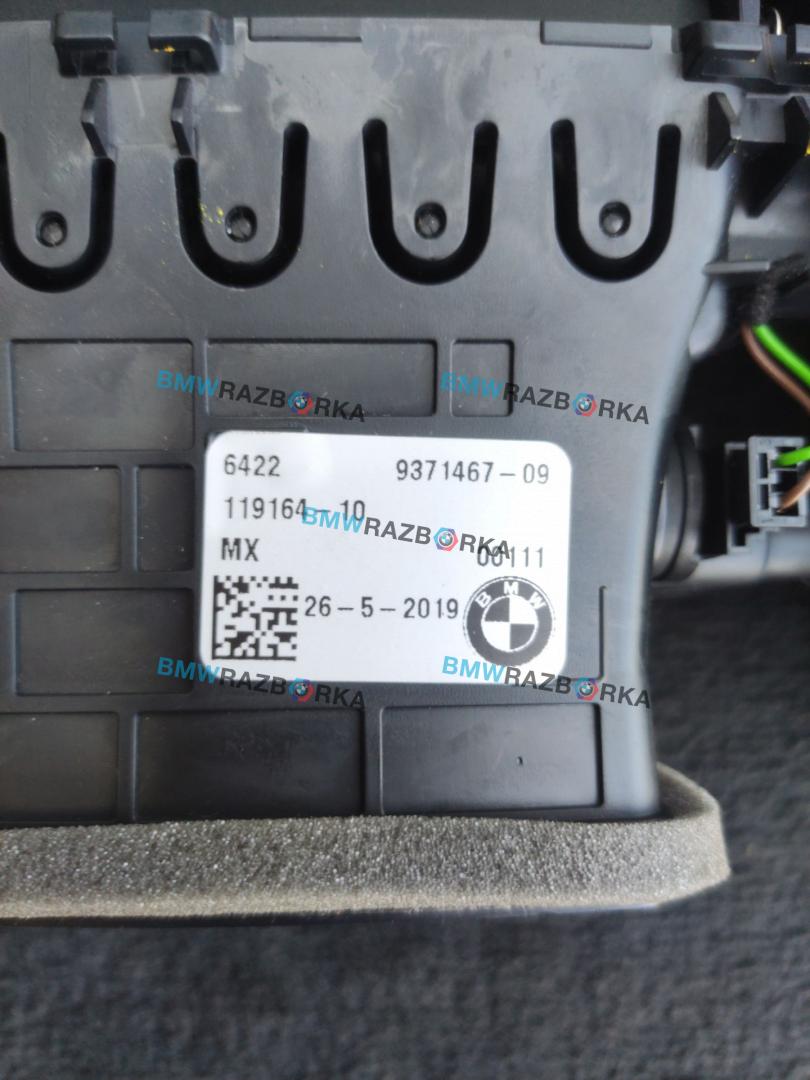 BMWRAZBORKA BMWRAZBORKA
6422 9371467-09
119164-10
BMWRAZBORKA
MX 00111
26-5-2019 BMW
BMWRAZBORKA BMWRAZBORKA